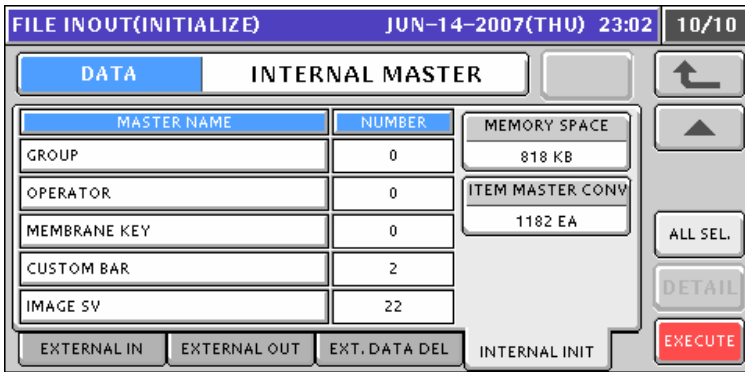 FILE INOUT(INITIALIZE) JUN-14-2007(THU) 23:02 10/10
DATA INTERNAL MASTER
MASTER NAME NUMBER MEMORY SPACE
GROUP 0 818 KB
OPERATOR 0 ITEM MASTER CONV
MEMBRANE KEY 0 1182 EA
ALL SEL.
CUSTOM BAR 2
DETAIL
IMAGE SV 22
EXTERNAL IN EXTERNAL OUT EXT. DATA DEL INTERNAL INIT EXECUTE